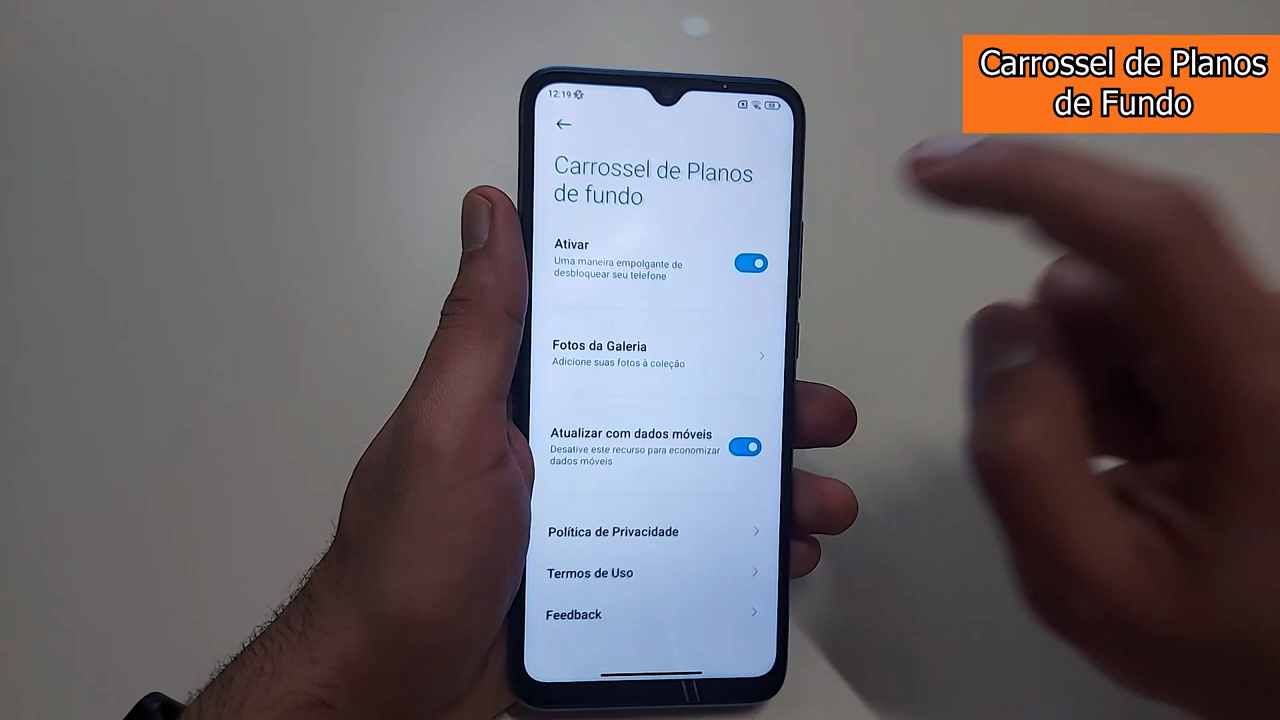 Carrossel de Planos
de Fundo
12:19
Carrossel de Planos
de fundo
Ativar
Uma maneira empolgante de
desbloquear seu telefone
Fotos da Galeria
Adicione suas fotos à coleção
Atualizar com dados móveis
Desative este recurso para economizar
dados móveis
Política de Privacidade
Termos de Uso
Feedback